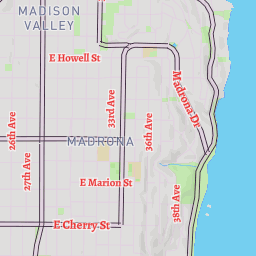 MADISON
VALLEY
E Howell St
Madrona Dr
33rd Ave
36th Ave
26th Ave
MADRONA
27th Ave
E Marion St
38th Ave
E Cherry St